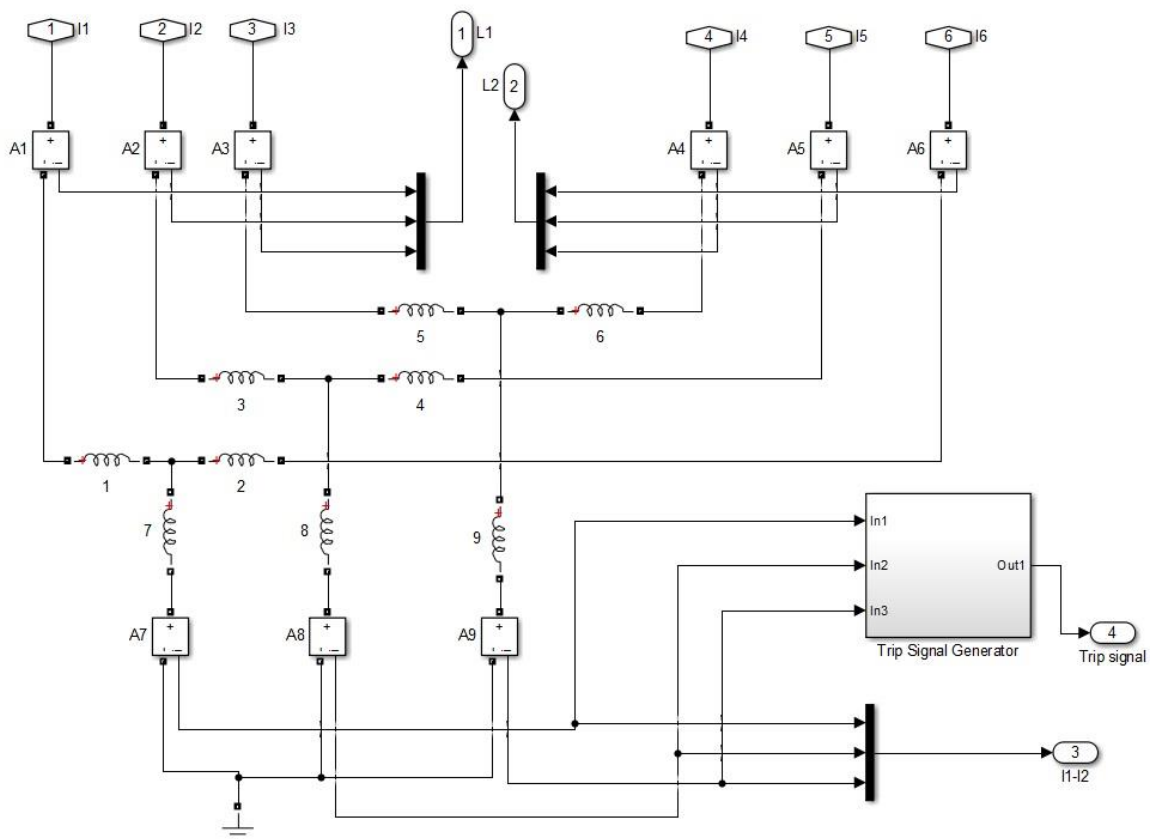 1 I1
2 I2
3 I3
1 L1
L2 2
4 I4
5 I5
6 I6
A1 + -
A2 + -
A3 + -
A4 + -
A5 + -
A6 + -
5
6
3
4
1
2
7
8
9
A7 + -
A8 + -
A9 + -
In1
In2
In3
Out1
Trip Signal Generator
4
Trip signal
3
I1-I2